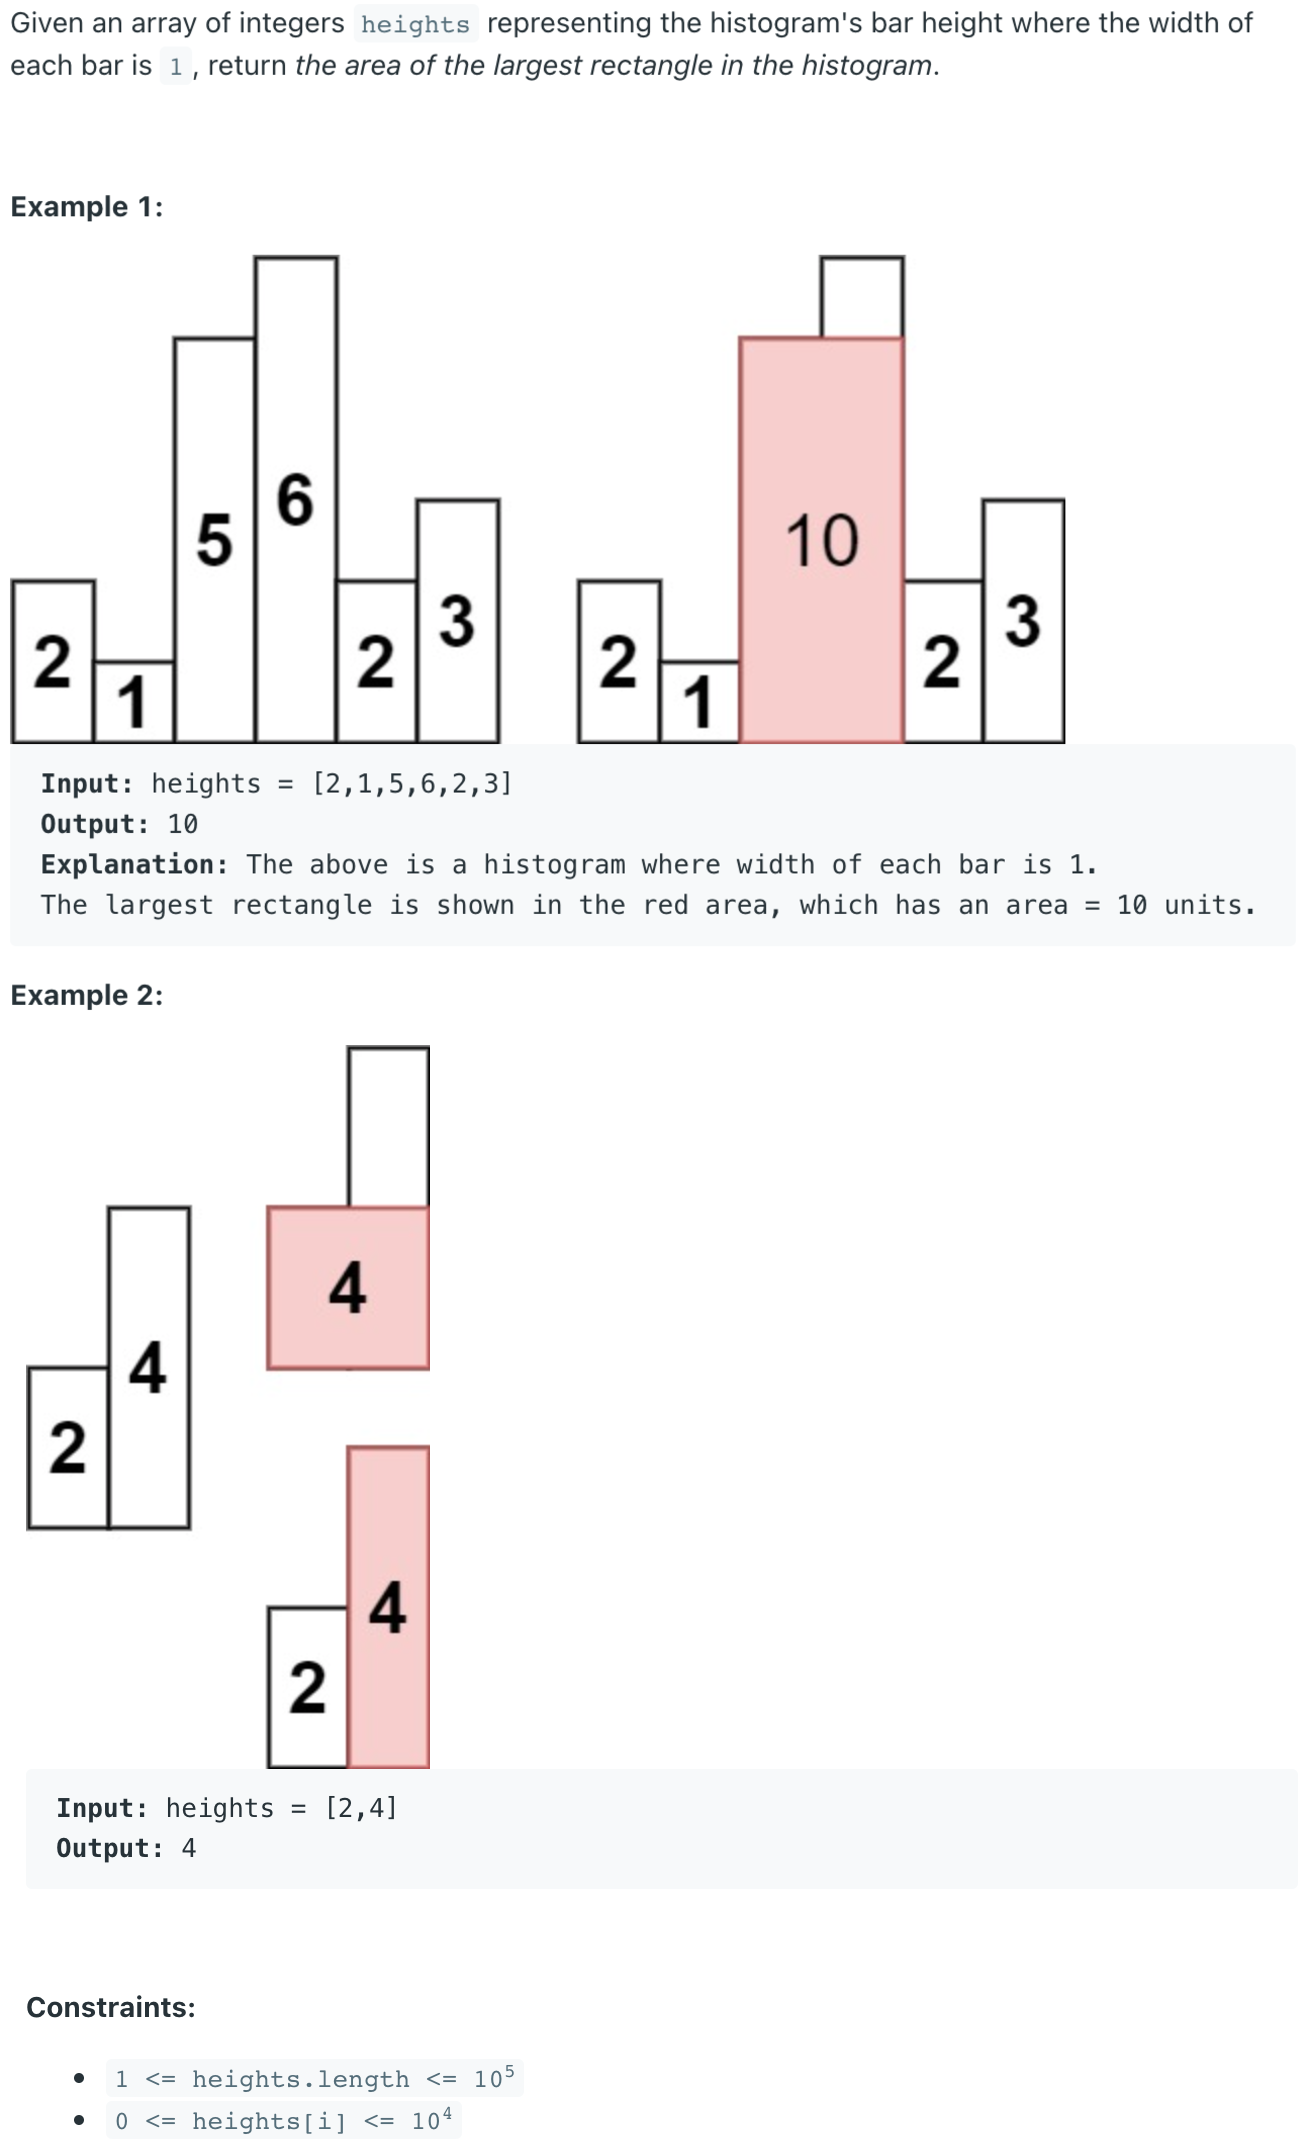 Given an array of integers heights representing the histogram's bar height where the width of
each bar is 1, return the area of the largest rectangle in the histogram.
Example 1:
2 1 5 6 2 3
2 1 10 2 3
Input: heights = [2,1,5,6,2,3]
Output: 10
Explanation: The above is a histogram where width of each bar is 1.
The largest rectangle is shown in the red area, which has an area = 10 units.
Example 2:
2 4
4
2 4
Input: heights = [2,4]
Output: 4
Constraints:
• 1 <= heights.length <= 10⁵
• 0 <= heights[i] <= 10⁴